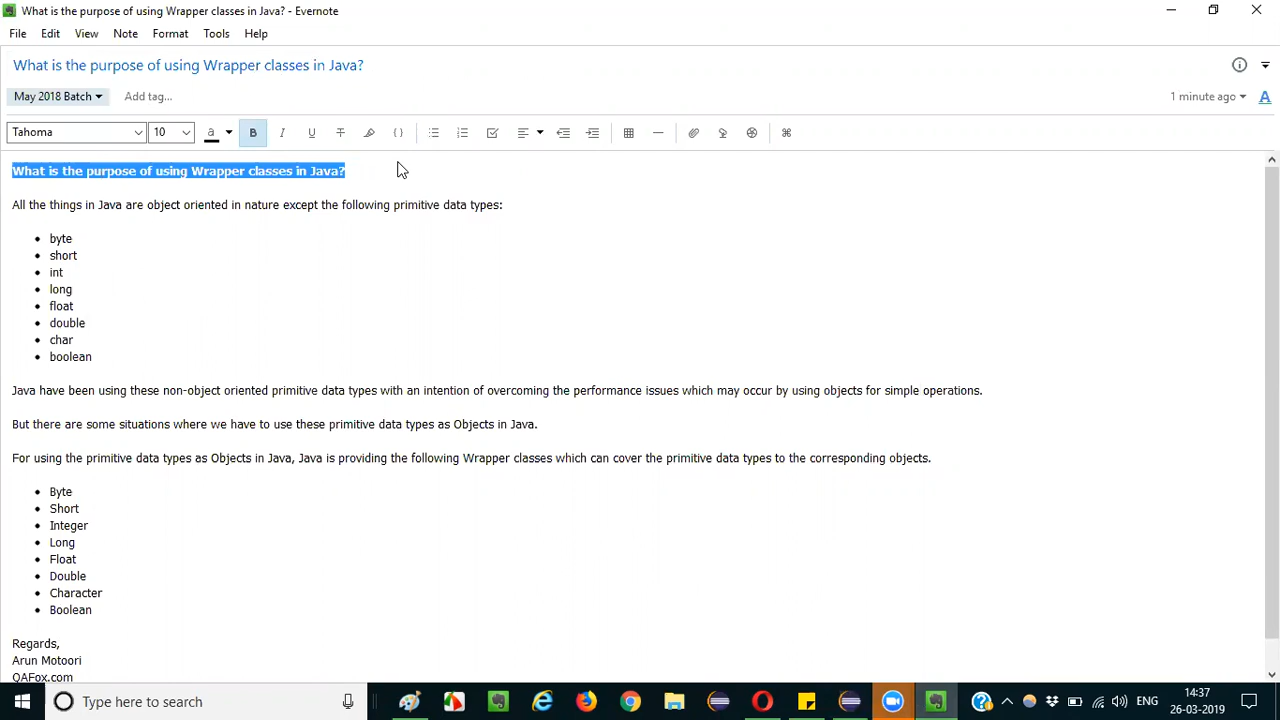 What is the purpose of using Wrapper classes in Java? - Evernote
File Edit View Note Format Tools Help
What is the purpose of using Wrapper classes in Java?
May 2018 Batch Add tag... 1 minute ago
Tahoma 10
What is the purpose of using Wrapper classes in Java?
All the things in Java are object oriented in nature except the following primitive data types:
byte
short
int
long
float
double
char
boolean
Java have been using these non-object oriented primitive data types with an intention of overcoming the performance issues which may occur by using objects for simple operations.
But there are some situations where we have to use these primitive data types as Objects in Java.
For using the primitive data types as Objects in Java, Java is providing the following Wrapper classes which can cover the primitive data types to the corresponding objects.
Byte
Short
Integer
Long
Float
Double
Character
Boolean
Regards,
Arun Motoori
QAFox.com
Type here to search ENG 14:37
26-03-2019